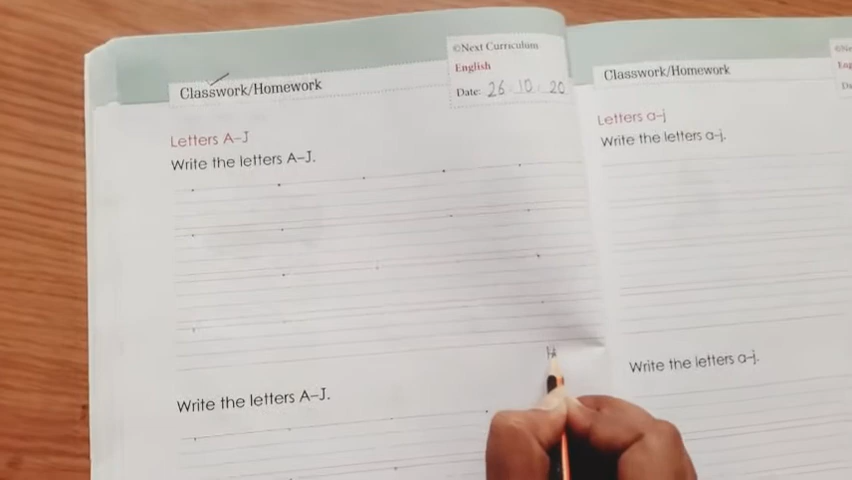 ©Next Curriculum
English
Classwork/Homework
Date: 26.10.20
Letters A–J
Write the letters A–J.
Write the letters A–J.
Classwork/Homework
Letters a–j
Write the letters a–j.
Write the letters a–j.